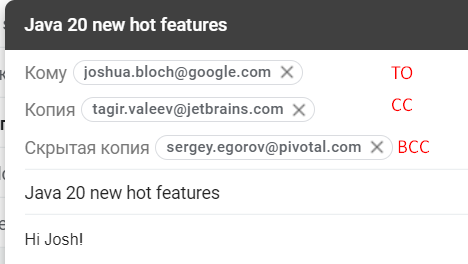 Java 20 new hot features
Кому joshua.bloch@google.com TO
Копия tagir.valeev@jetbrains.com CC
Скрытая копия sergey.egorov@pivotal.com BCC
Java 20 new hot features
Hi Josh!